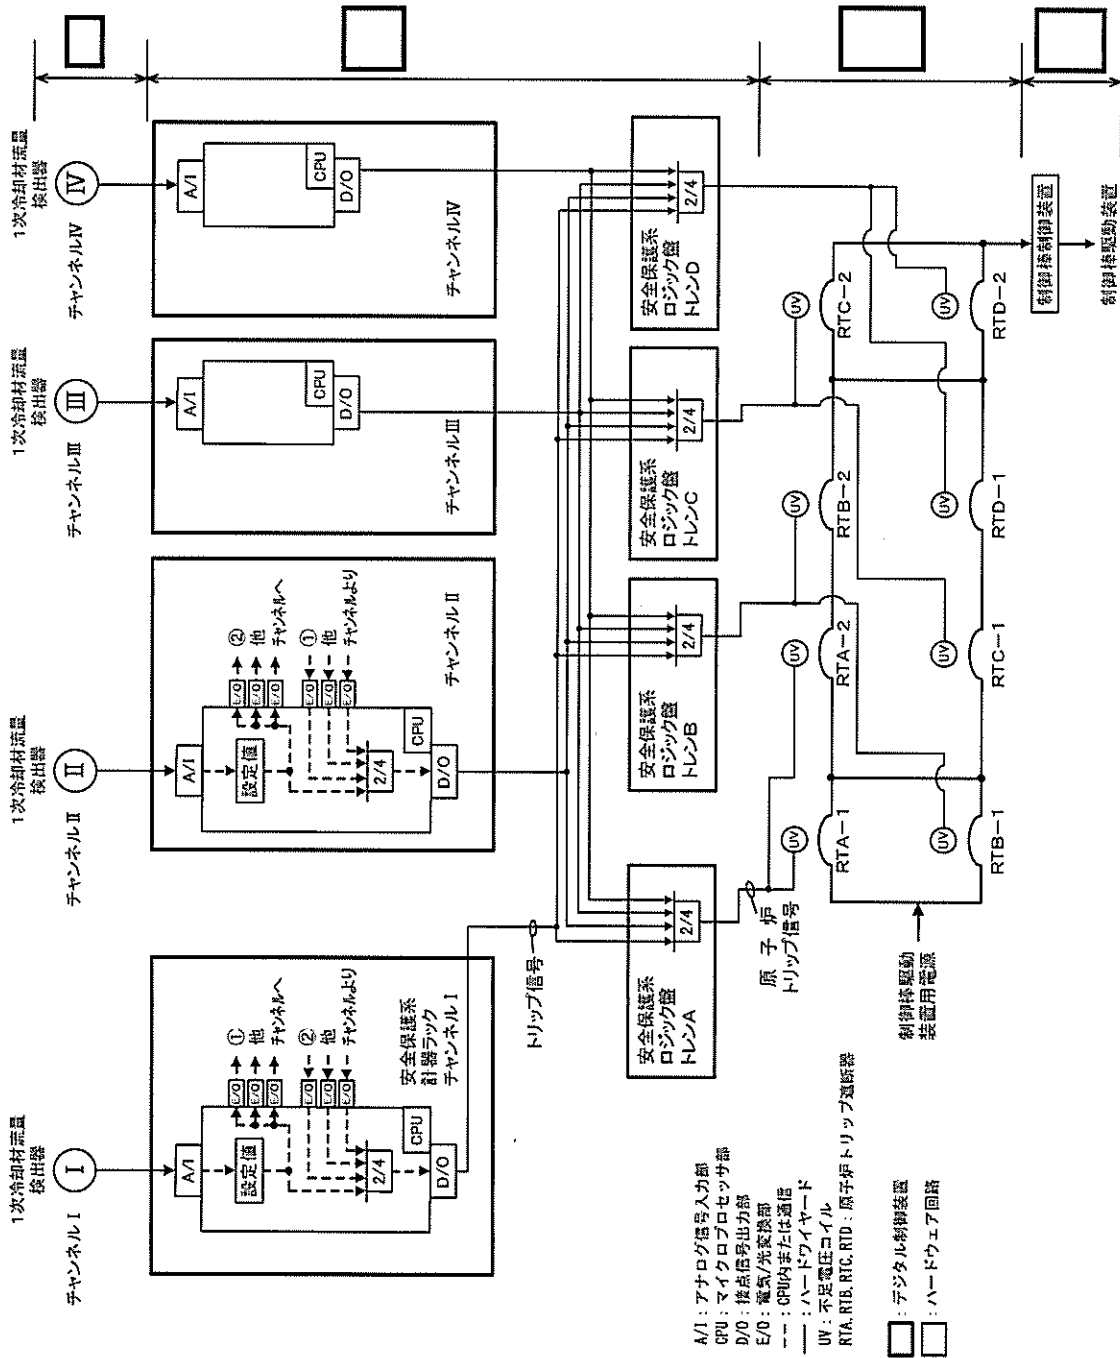 1次冷却材流量
検出器
I
チャンネルI
A/I
設定値
E/O
E/O
E/O
①
他
チャンネルへ
E/O
E/O
E/O
②
他
チャンネルより
2/4
CPU
D/O
安全保護系
計器ラック
チャンネルI
1次冷却材流量
検出器
II
チャンネルII
A/I
設定値
E/O
E/O
E/O
②
他
チャンネルへ
E/O
E/O
E/O
①
他
チャンネルより
2/4
CPU
D/O
チャンネルII
1次冷却材流量
検出器
III
チャンネルIII
A/I
CPU
D/O
チャンネルIII
1次冷却材流量
検出器
IV
チャンネルIV
A/I
CPU
D/O
チャンネルIV
トリップ信号
安全保護系
ロジック盤
トレンA
2/4
安全保護系
ロジック盤
トレンB
2/4
安全保護系
ロジック盤
トレンC
2/4
安全保護系
ロジック盤
トレンD
2/4
原子炉
トリップ信号
UV
UV
UV
UV
RTA-1
RTA-2
RTB-2
RTC-2
UV
UV
UV
UV
RTB-1
RTC-1
RTD-1
RTD-2
制御棒駆動
装置用電源
制御棒制御装置
制御棒駆動装置
A/I:アナログ信号入力部
CPU:マイクロプロセッサ部
D/O:接点信号出力部
E/O:電気/光変換部
--:CPU内または通信
—:ハードワイヤード
UV:不足電圧コイル
RTA,RTB,RTC,RTD:原子炉トリップ遮断器
:デジタル制御装置
:ハードウェア回路